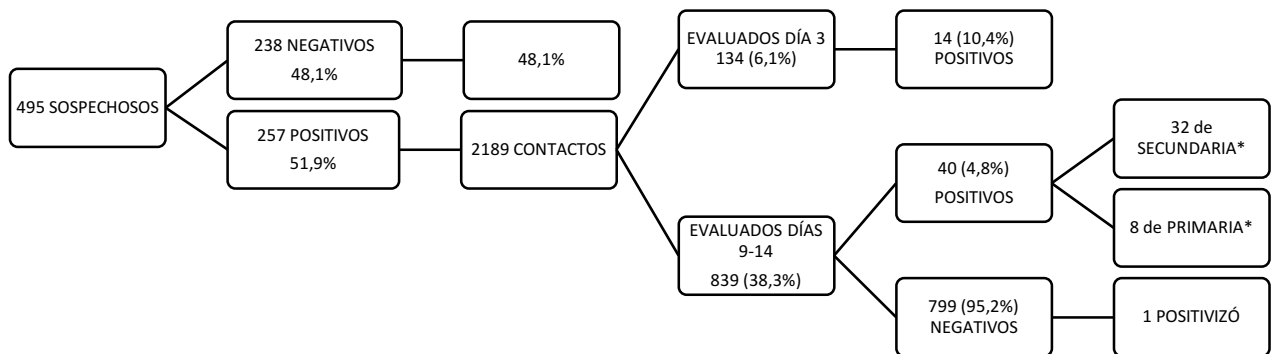 495 SOSPECHOSOS
238 NEGATIVOS
48,1%
48,1%
257 POSITIVOS
51,9%
2189 CONTACTOS
EVALUADOS DÍA 3
134 (6,1%)
14 (10,4%)
POSITIVOS
EVALUADOS DÍAS
9-14
839 (38,3%)
40 (4,8%)
POSITIVOS
32 de
SECUNDARIA*
8 de PRIMARIA*
799 (95,2%)
NEGATIVOS
1 POSITIVIZÓ